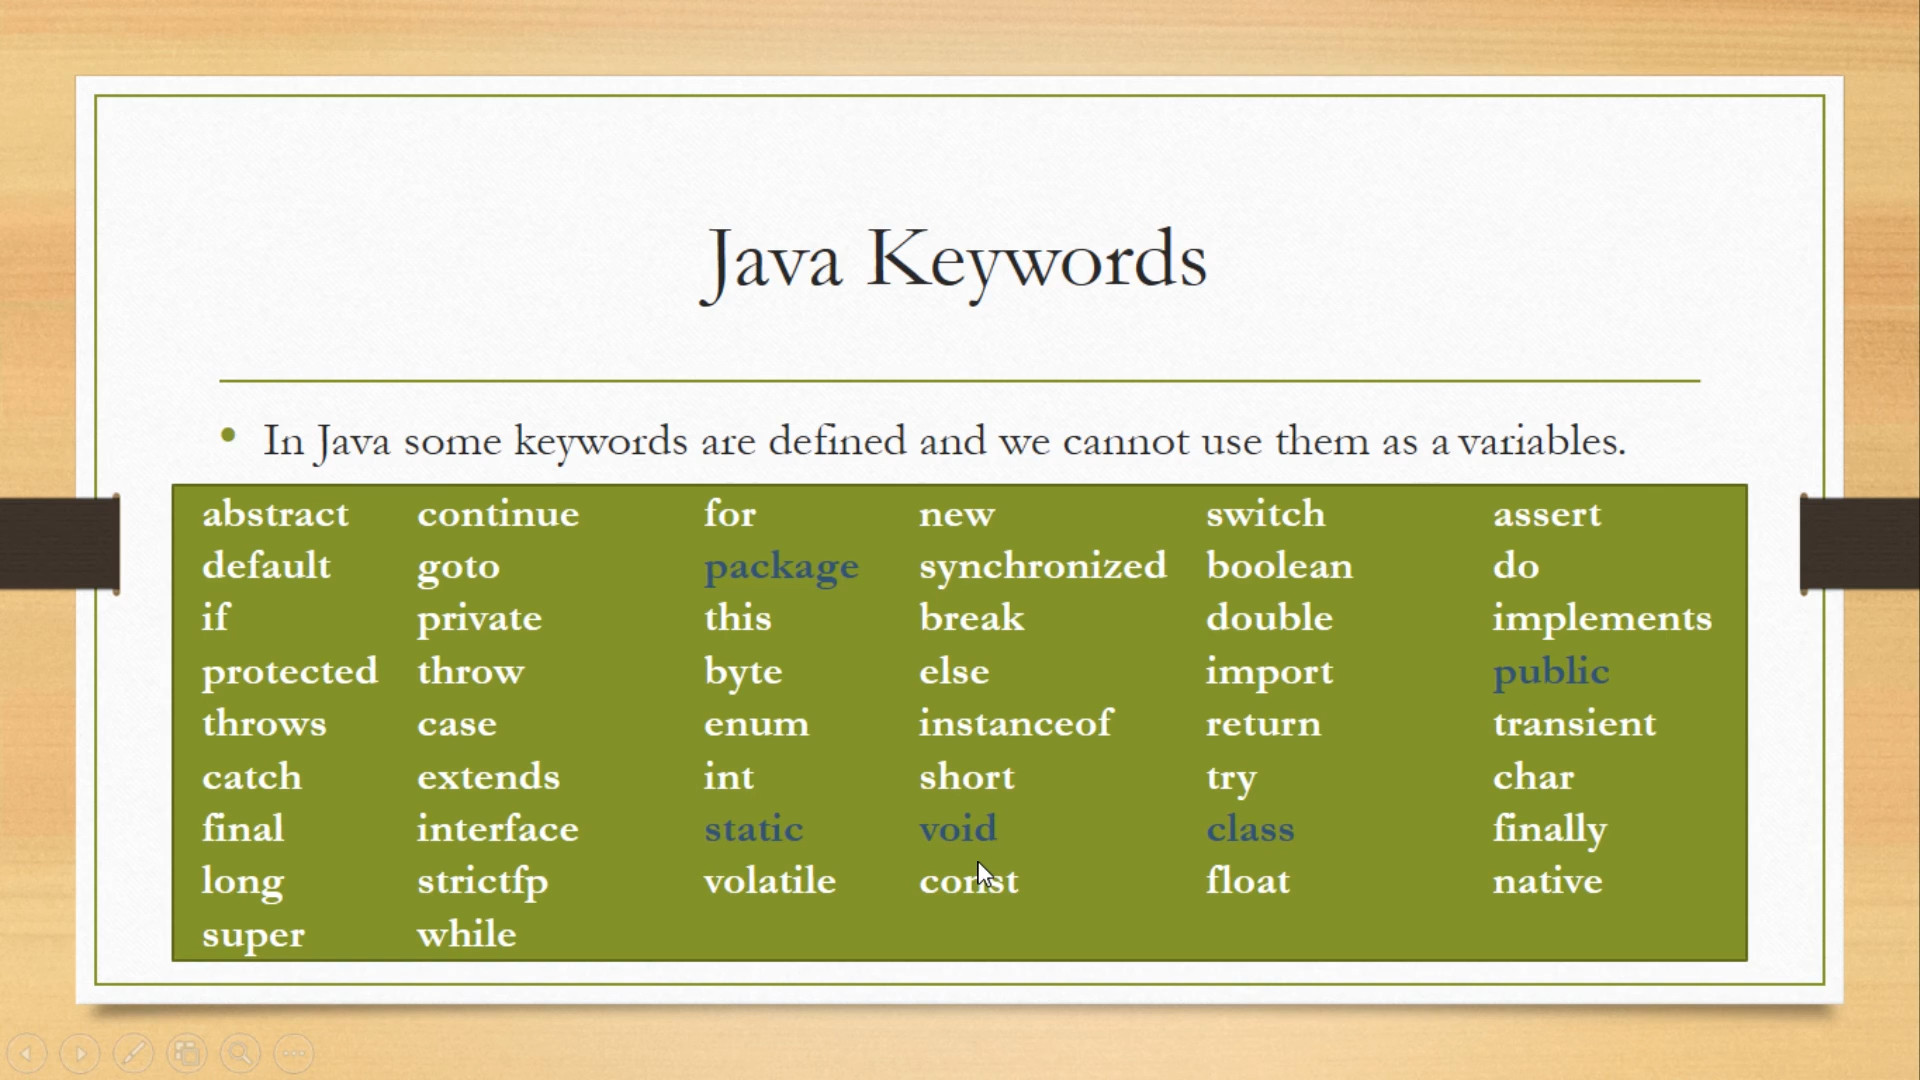 Java Keywords
• In Java some keywords are defined and we cannot use them as a variables.
abstract continue for new switch assert
default goto package synchronized boolean do
if private this break double implements
protected throw byte else import public
throws case enum instanceof return transient
catch extends int short try char
final interface static void class finally
long strictfp volatile const float native
super while